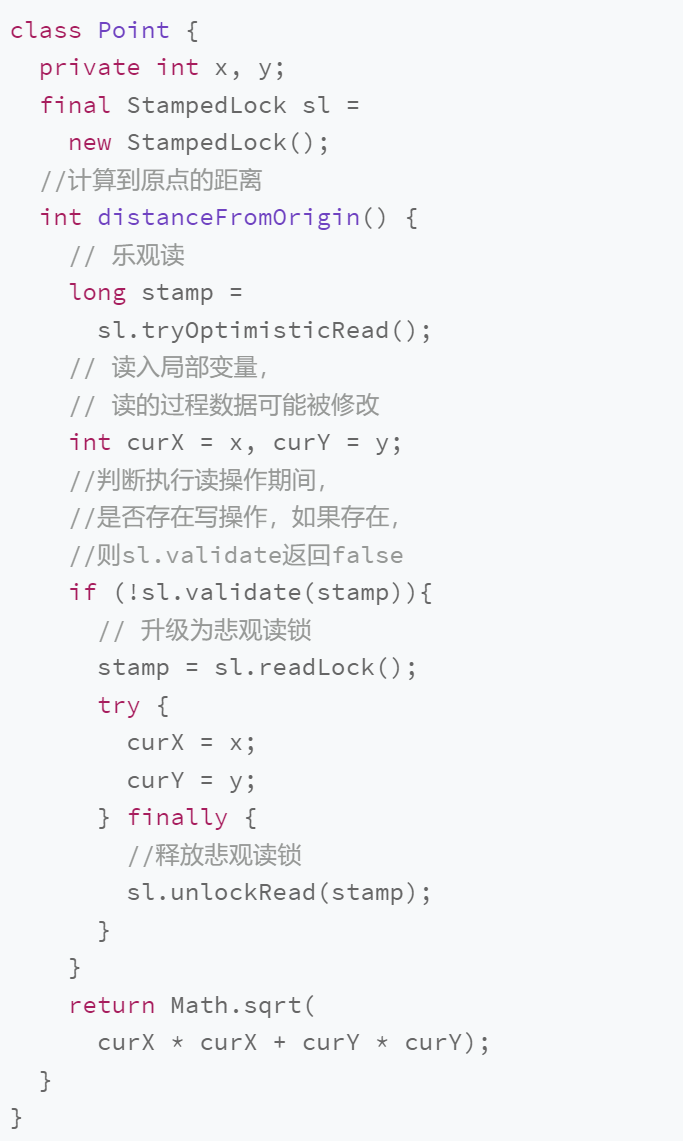 class Point {
  private int x, y;
  final StampedLock sl =
    new StampedLock();
  //计算到原点的距离
  int distanceFromOrigin() {
    // 乐观读
    long stamp =
      sl.tryOptimisticRead();
    // 读入局部变量，
    // 读的过程数据可能被修改
    int curX = x, curY = y;
    //判断执行读操作期间，
    //是否存在写操作，如果存在，
    //则sl.validate返回false
    if (!sl.validate(stamp)){
      // 升级为悲观读锁
      stamp = sl.readLock();
      try {
        curX = x;
        curY = y;
      } finally {
        //释放悲观读锁
        sl.unlockRead(stamp);
      }
    }
    return Math.sqrt(
      curX * curX + curY * curY);
  }
}